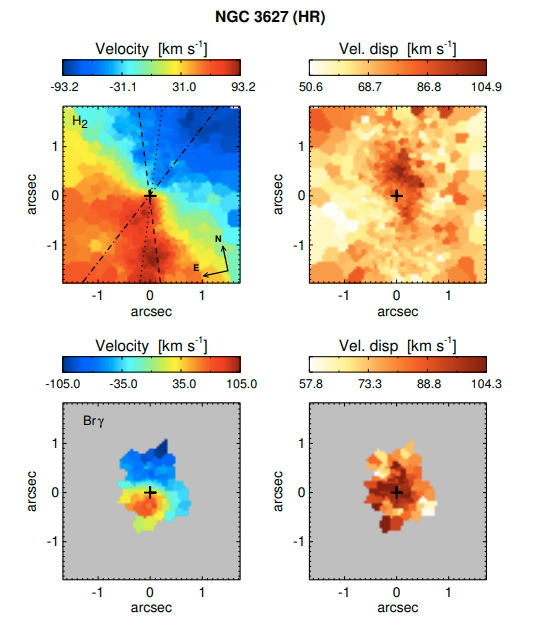 NGC 3627 (HR)
Velocity [km s⁻¹] Vel. disp [km s⁻¹]
-93.2 -31.1 31.0 93.2 50.6 68.7 86.8 104.9
H₂
1 1
0 0
-1 -1
arcsec arcsec
N
E
-1 0 1 -1 0 1
arcsec arcsec
Velocity [km s⁻¹] Vel. disp [km s⁻¹]
-105.0 -35.0 35.0 105.0 57.8 73.3 88.8 104.3
Brγ
1 1
0 0
-1 -1
arcsec arcsec
-1 0 1 -1 0 1
arcsec arcsec